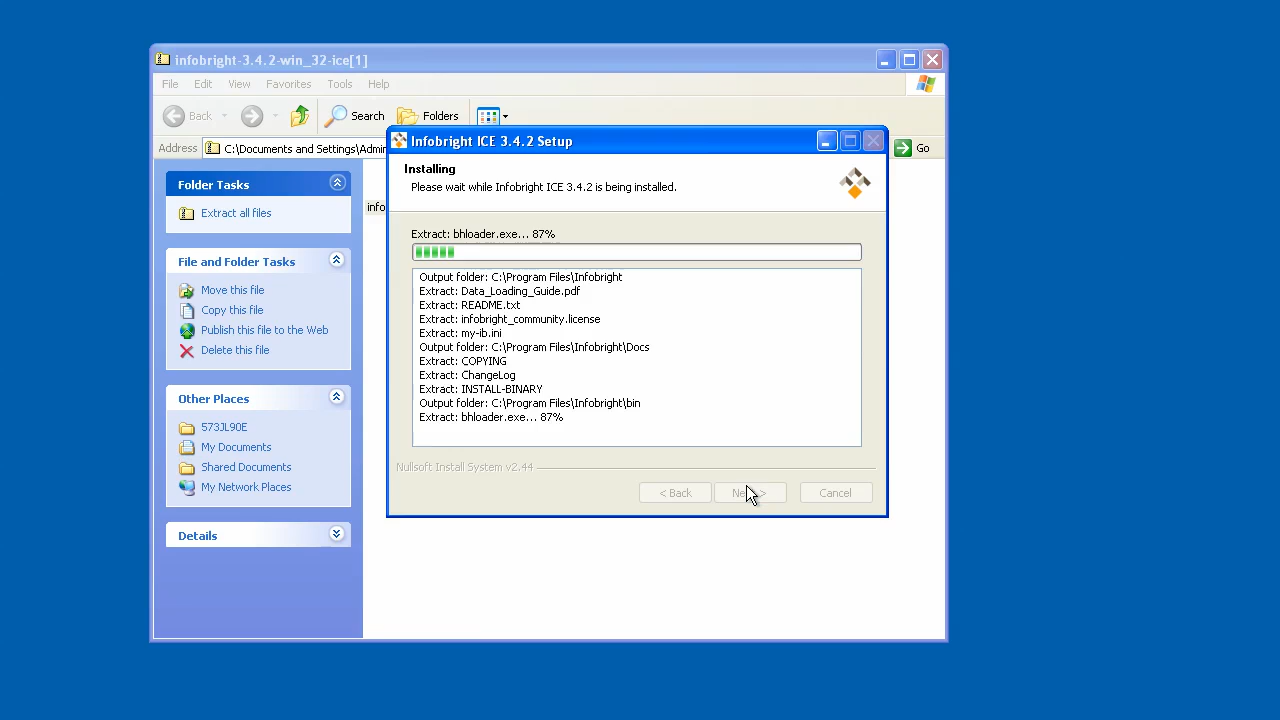 infobright-3.4.2-win_32-ice[1]
File Edit View Favorites Tools Help
Back Search Folders
Address C:\Documents and Settings\Admir Go
Infobright ICE 3.4.2 Setup
Installing
Please wait while Infobright ICE 3.4.2 is being installed.
Folder Tasks
Extract all files
info
File and Folder Tasks
Move this file
Copy this file
Publish this file to the Web
Delete this file
Other Places
573JL90E
My Documents
Shared Documents
My Network Places
Details
Extract: bhloader.exe... 87%
Output folder: C:\Program Files\Infobright
Extract: Data_Loading_Guide.pdf
Extract: README.txt
Extract: infobright_community.license
Extract: my-ib.ini
Output folder: C:\Program Files\Infobright\Docs
Extract: COPYING
Extract: ChangeLog
Extract: INSTALL-BINARY
Output folder: C:\Program Files\Infobright\bin
Extract: bhloader.exe... 87%
Nullsoft Install System v2.44
< Back
Cancel